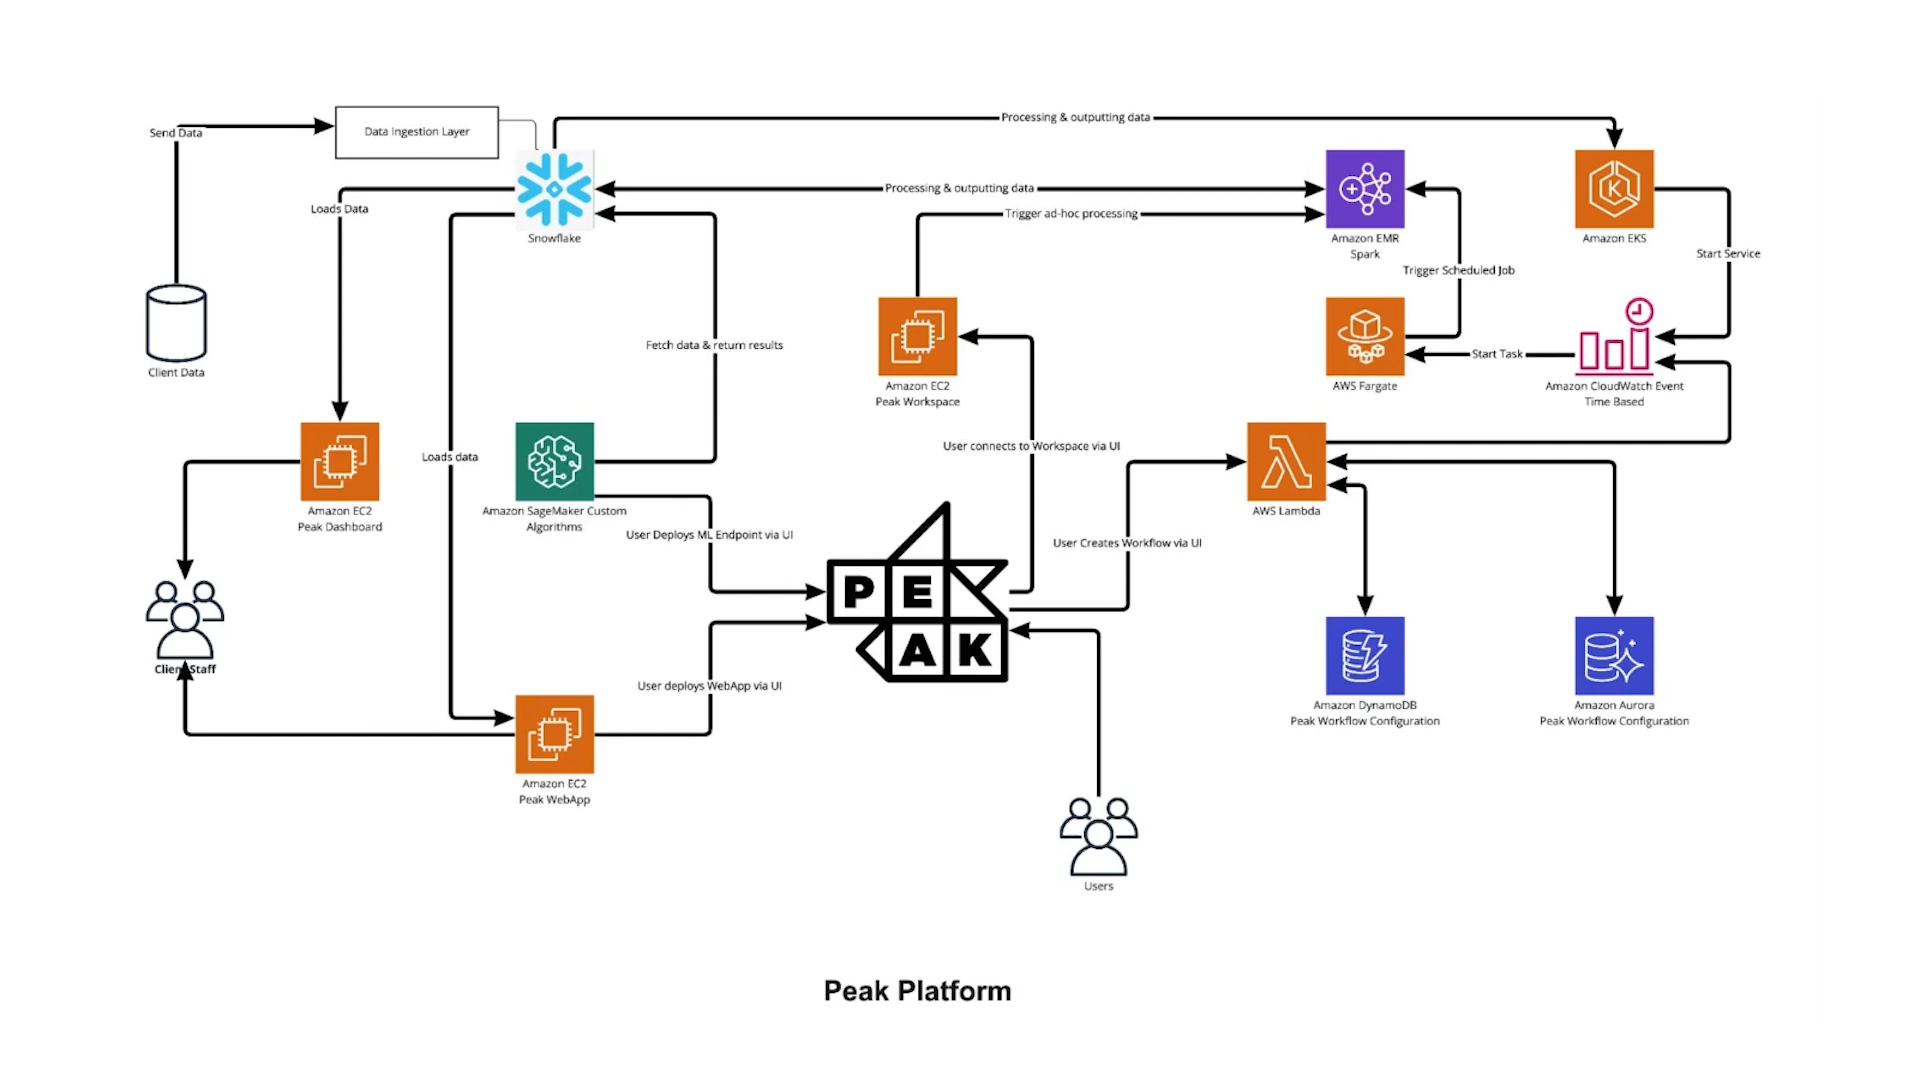 Processing & outputting data
Send Data
Data Ingestion Layer
Processing & outputting data
Loads Data
Trigger ad-hoc processing
Snowflake
Amazon EMR
Spark
Amazon EKS
Start Service
Trigger Scheduled Job
Fetch data & return results
Start Task
Client Data
Amazon EC2
Peak Workspace
AWS Fargate
Amazon CloudWatch Event
Time Based
User connects to Workspace via UI
Loads data
Amazon EC2
Peak Dashboard
Amazon SageMaker Custom
Algorithms
AWS Lambda
User Deploys ML Endpoint via UI
User Creates Workflow via UI
PE
AK
Client Staff
User deploys WebApp via UI
Amazon DynamoDB
Peak Workflow Configuration
Amazon Aurora
Peak Workflow Configuration
Amazon EC2
Peak WebApp
Users
Peak Platform